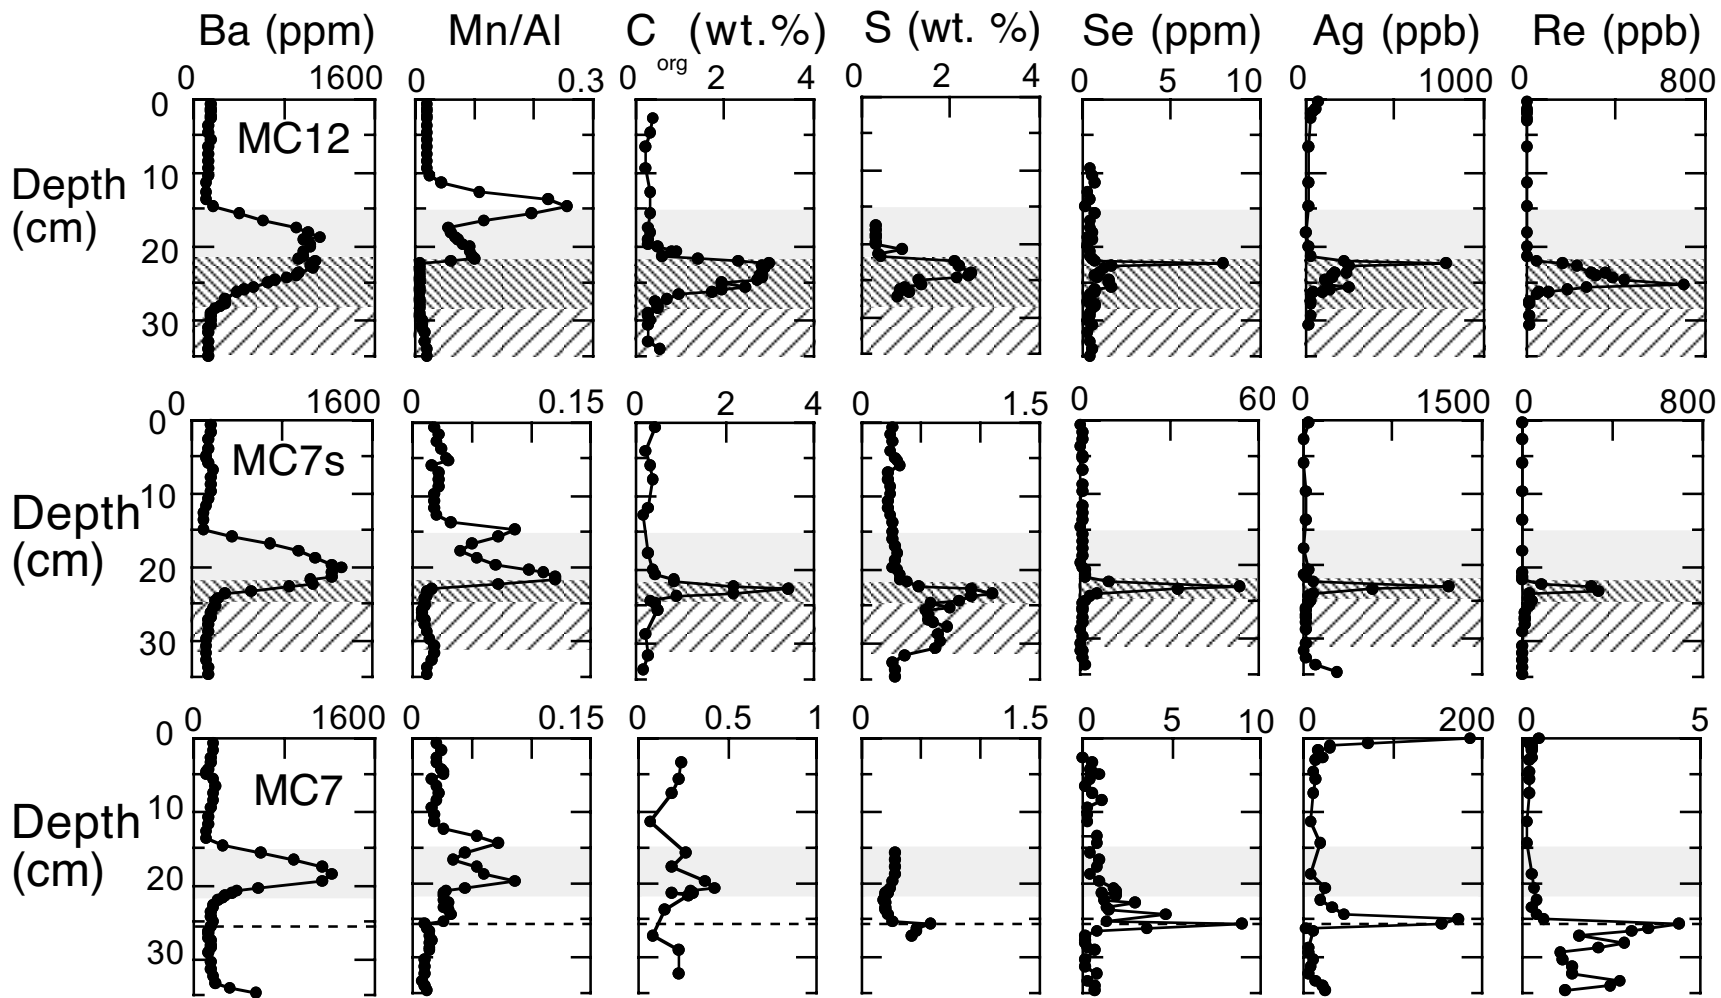 Ba (ppm) Mn/Al C org (wt.%) S (wt. %) Se (ppm) Ag (ppb) Re (ppb)
0 1600 0 0.3 0 2 4 0 2 4 0 5 10 0 1000 0 800
0
MC12
10
Depth
(cm)
20
30
0 1600 0 0.15 0 2 4 0 1.5 0 60 0 1500 0 800
0
MC7s
10
Depth
(cm)
20
30
0 1600 0 0.15 0 0.5 1 0 1.5 0 5 10 0 200 0 5
0
MC7
10
Depth
(cm)
20
30